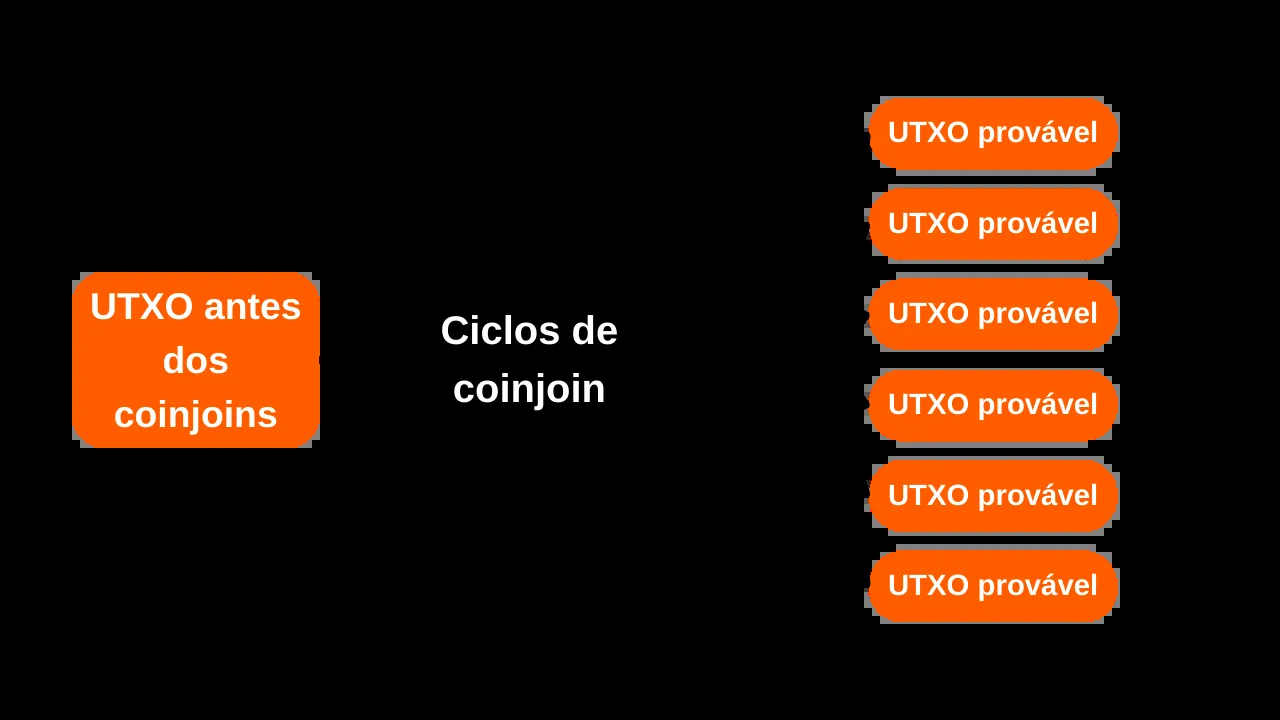 UTXO antes
dos
coinjoins
Ciclos de
coinjoin
UTXO provável
UTXO provável
UTXO provável
UTXO provável
UTXO provável
UTXO provável